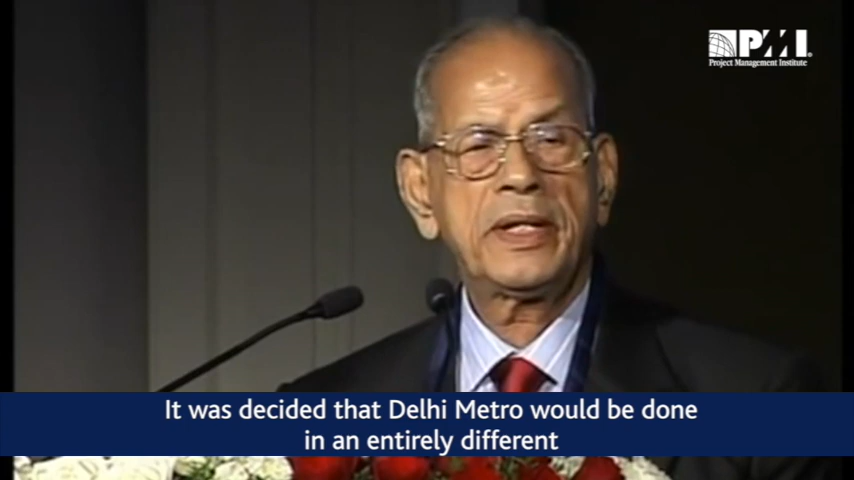 PMI®
Project Management Institute
It was decided that Delhi Metro would be done
in an entirely different